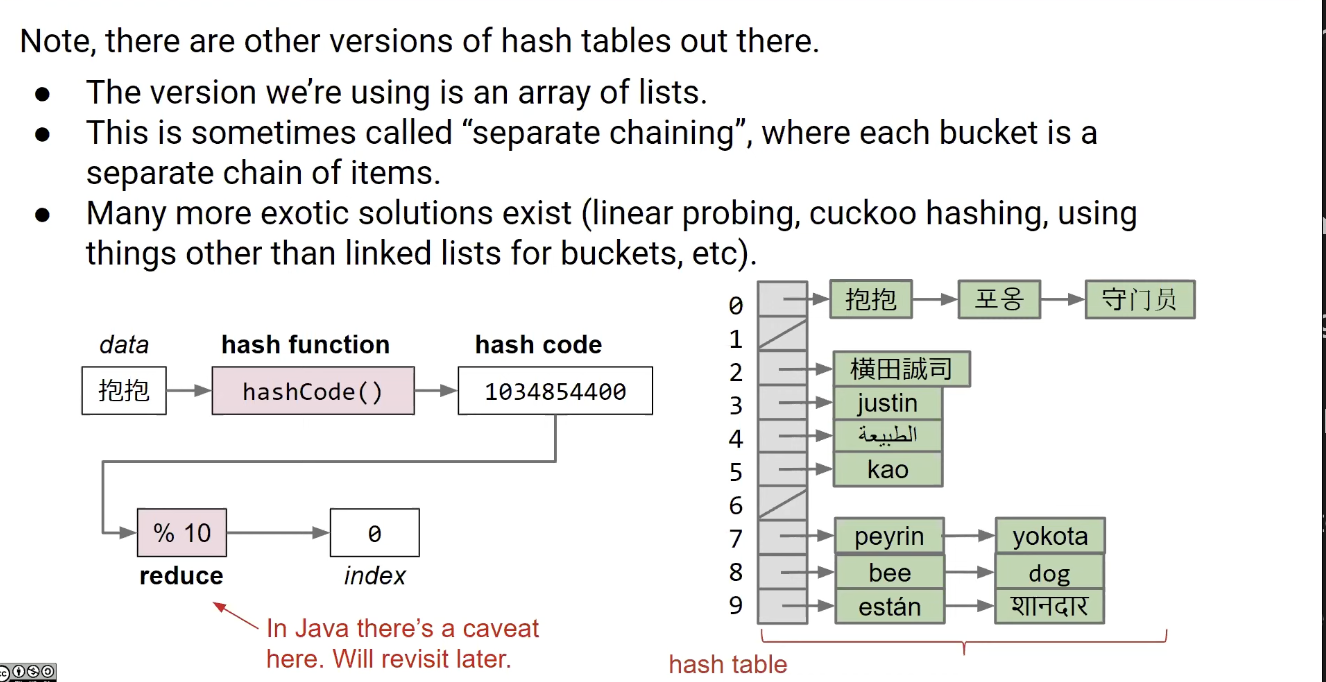 Note, there are other versions of hash tables out there.
● The version we're using is an array of lists.
● This is sometimes called “separate chaining”, where each bucket is a
separate chain of items.
● Many more exotic solutions exist (linear probing, cuckoo hashing, using
things other than linked lists for buckets, etc).
data
hash function
hash code
抱抱
hashCode()
1034854400
% 10
0
reduce
index
In Java there's a caveat
here. Will revisit later.
0 抱抱 포옹 守门员
1
2 横田誠司
3 justin
4 الطبيعة
5 kao
6
7 peyrin yokota
8 bee dog
9 están शानदार
hash table